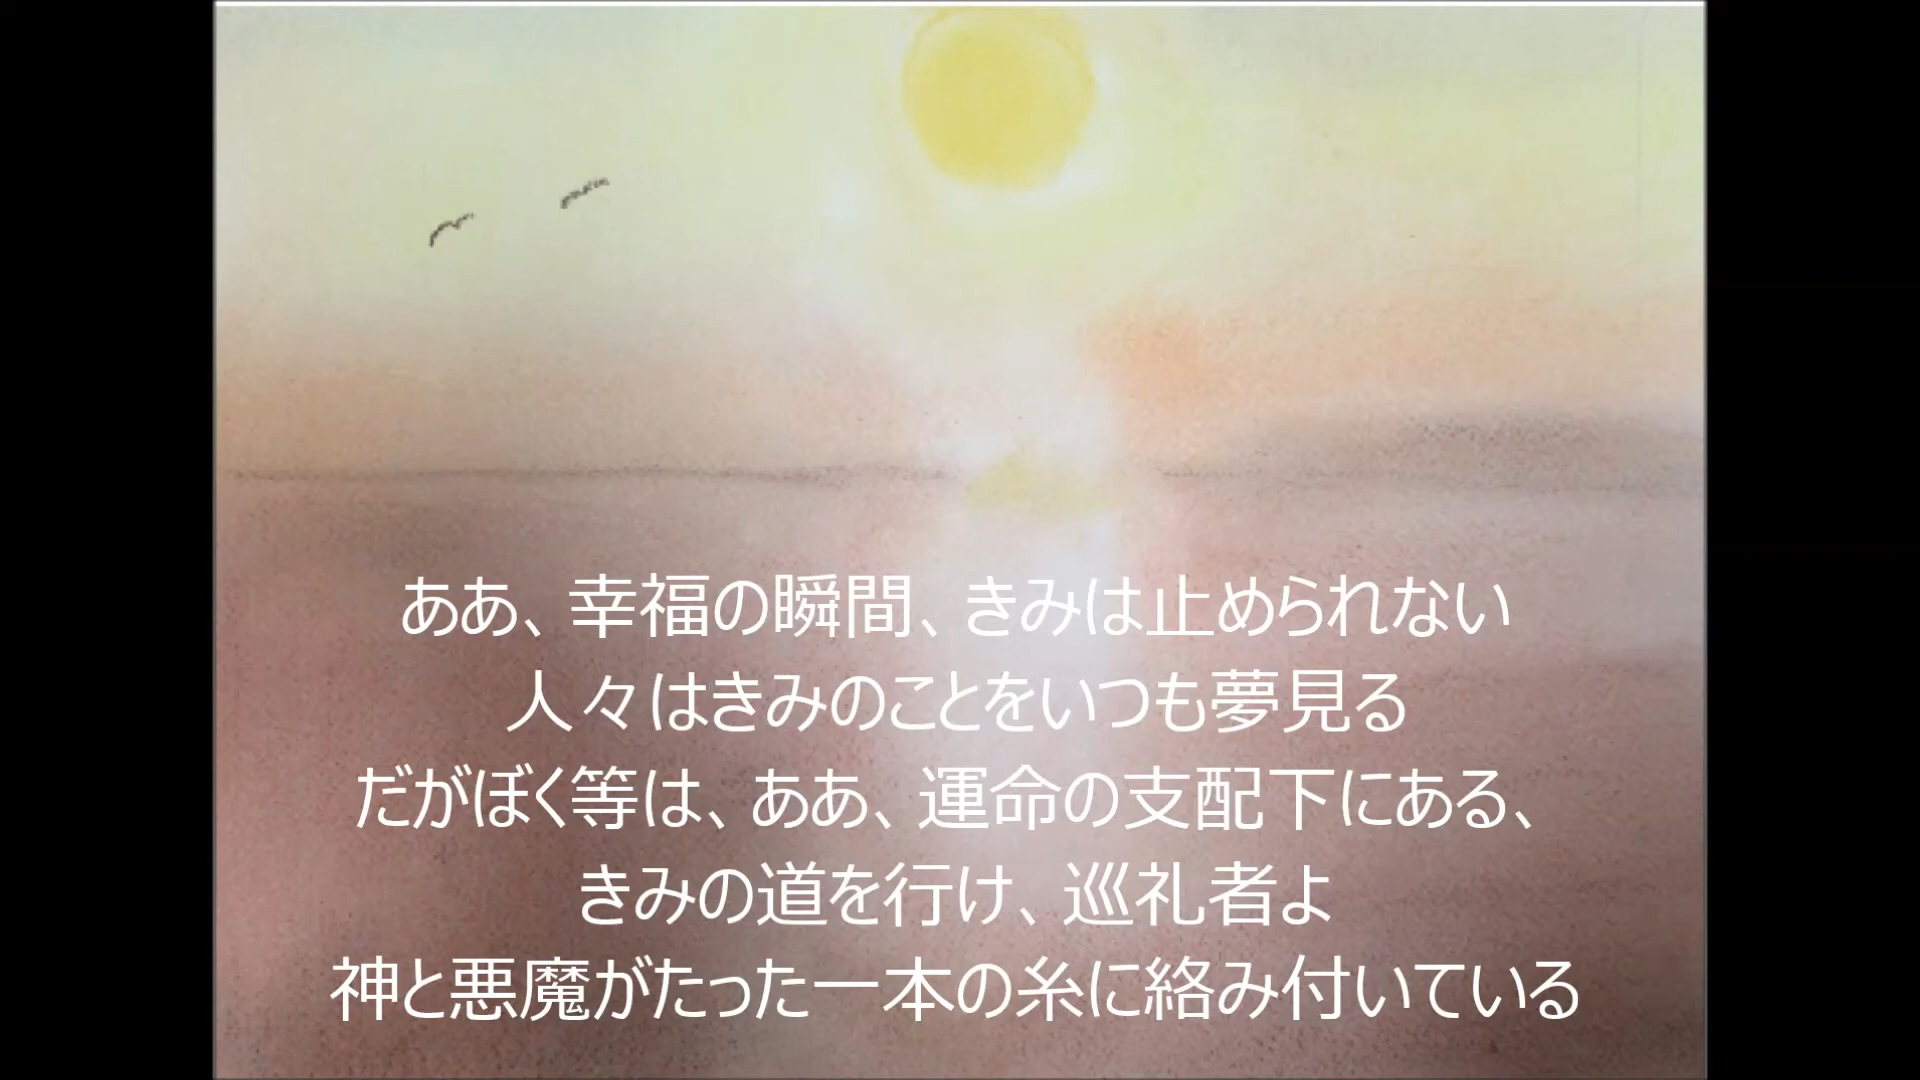 ああ、幸福の瞬間、きみは止められない
人々はきみのことをいつも夢見る
だがぼく等は、ああ、運命の支配下にある、
きみの道を行け、巡礼者よ
神と悪魔がたった一本の糸に絡み付いている